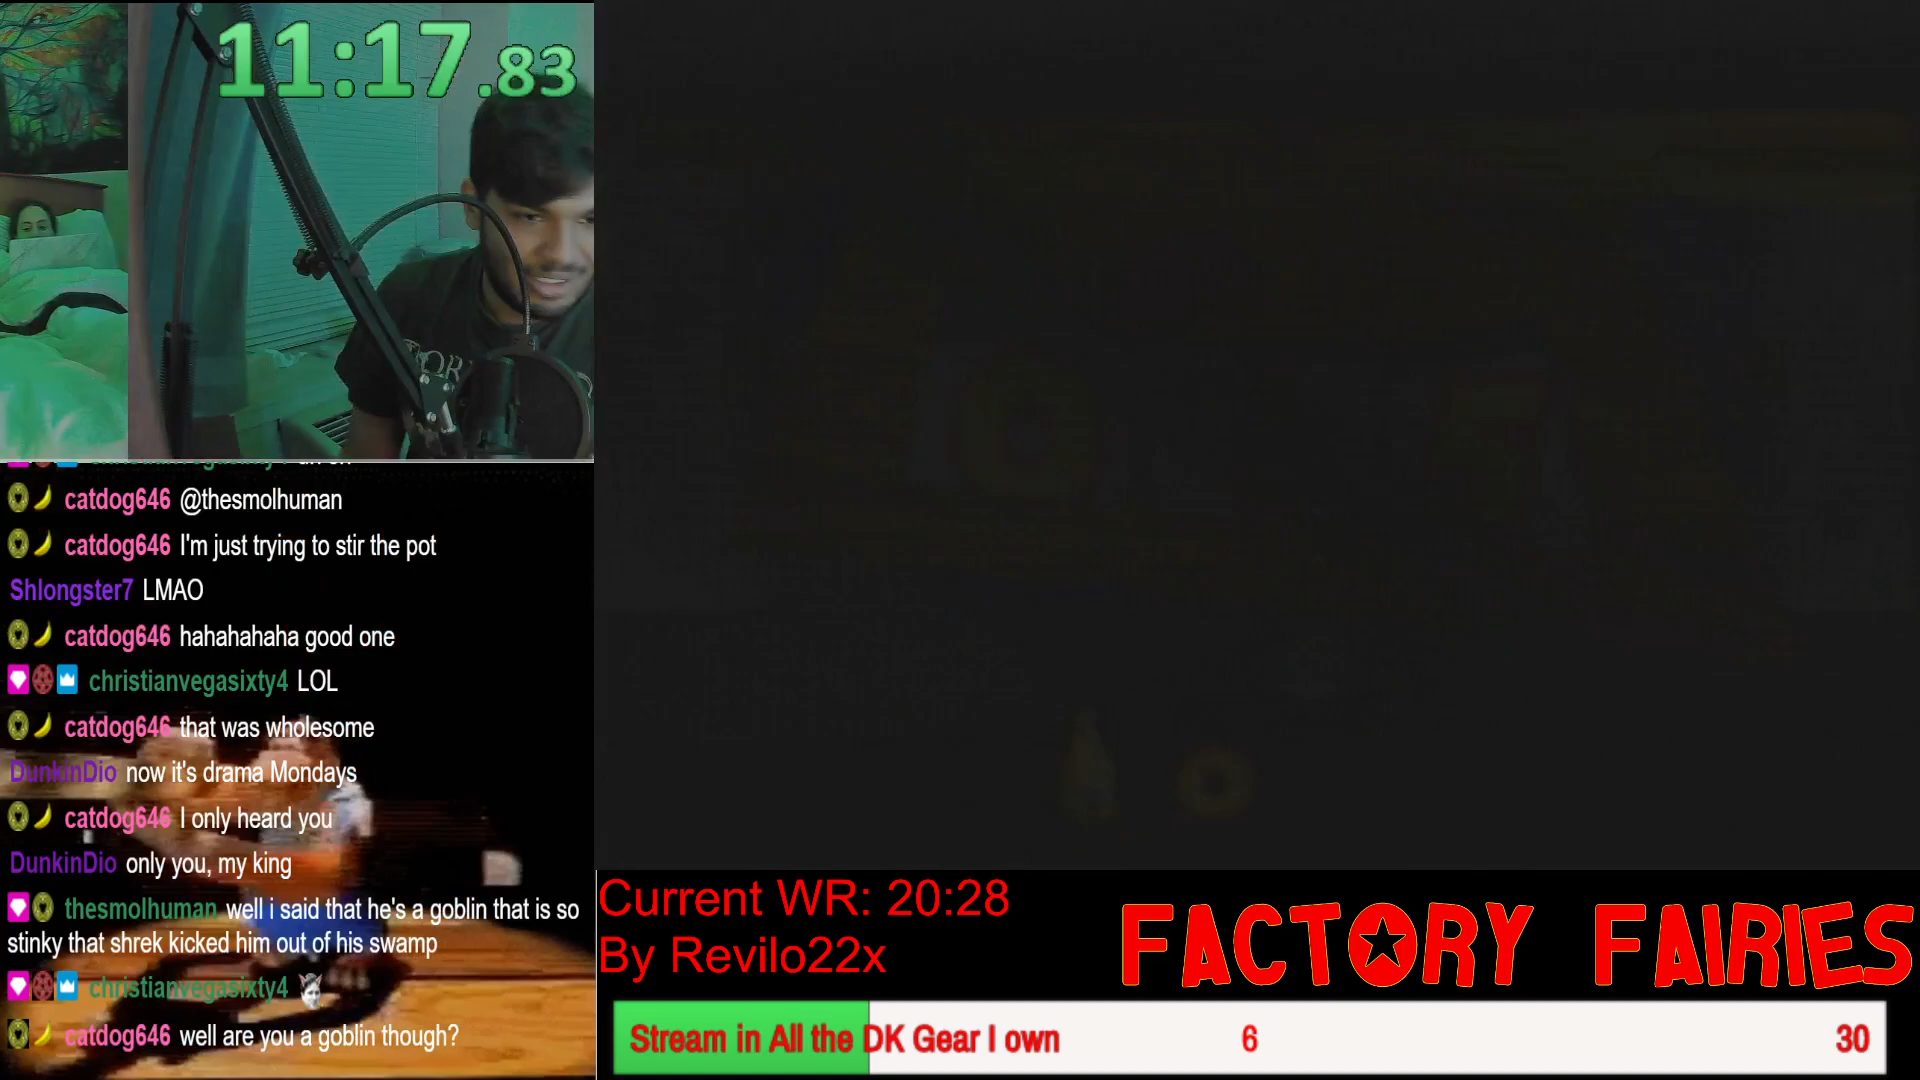 11:17.83
catdog646 @thesmolhuman
catdog646 I'm just trying to stir the pot
Shlongster7 LMAO
catdog646 hahahahaha good one
christianvegasixty4 LOL
catdog646 that was wholesome
DunkinDio now it's drama Mondays
catdog646 I only heard you
DunkinDio only you, my king
thesmolhuman well i said that he's a goblin that is so
stinky that shrek kicked him out of his swamp
christianvegasixty4
catdog646 well are you a goblin though?
Current WR: 20:28
By Revilo22x
FACTORY FAIRIES
Stream in All the DK Gear I own 6 30